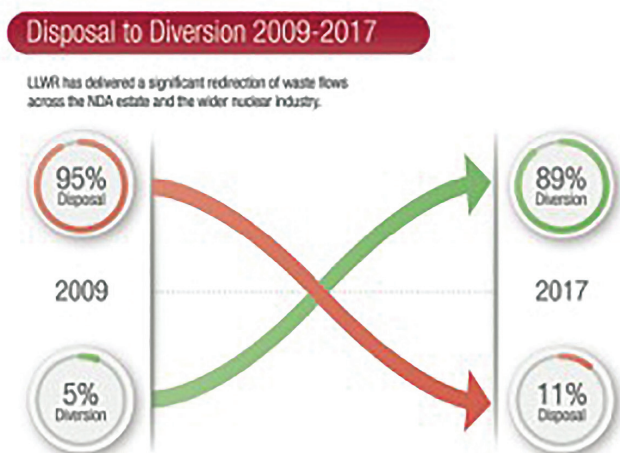 Disposal to Diversion 2009-2017
LLWR has delivered a significant redirection of waste flows
across the NDA estate and the wider nuclear industry.
95%
Disposal
89%
Diversion
2009
2017
5%
Diversion
11%
Disposal